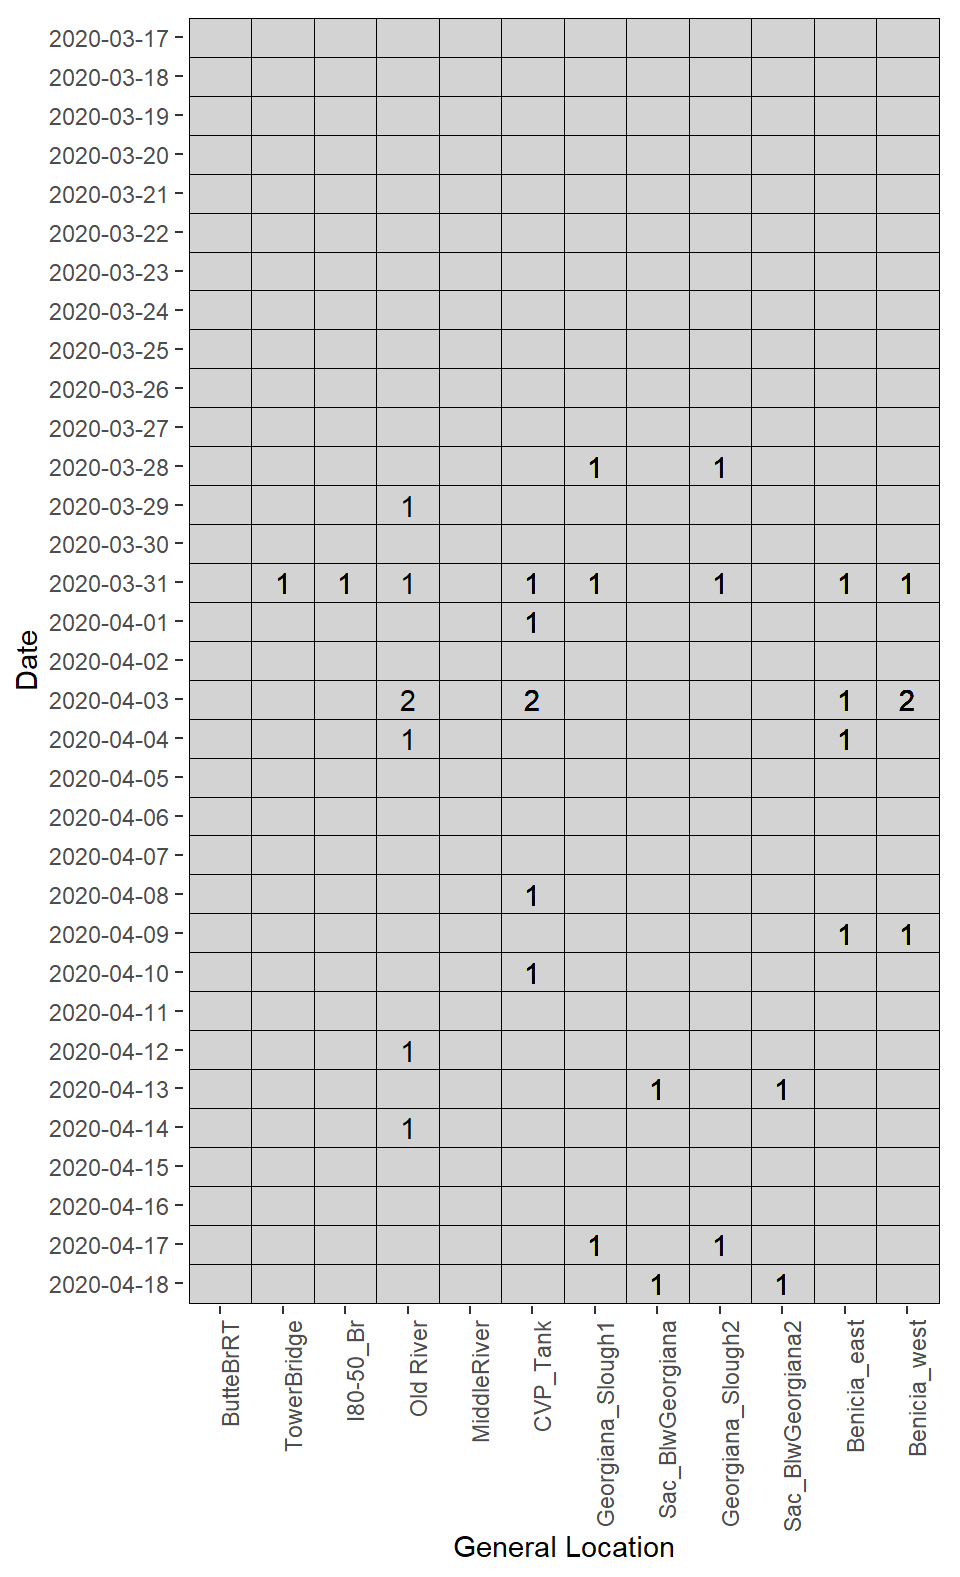 2020-03-17
2020-03-18
2020-03-19
2020-03-20
2020-03-21
2020-03-22
2020-03-23
2020-03-24
2020-03-25
2020-03-26
2020-03-27
2020-03-28 1 1
2020-03-29 1
2020-03-30
2020-03-31 1 1 1 1 1 1 1 1
2020-04-01 1
2020-04-02
2020-04-03 2 2 1 2
2020-04-04 1 1
2020-04-05
2020-04-06
2020-04-07
2020-04-08 1
2020-04-09 1 1
2020-04-10 1
2020-04-11
2020-04-12 1
2020-04-13 1 1
2020-04-14 1
2020-04-15
2020-04-16
2020-04-17 1 1
2020-04-18 1 1
Date
ButteBrRT
TowerBridge
I80-50_Br
Old River
MiddleRiver
CVP_Tank
Georgiana_Slough1
Sac_BlwGeorgiana
Georgiana_Slough2
Sac_BlwGeorgiana2
Benicia_east
Benicia_west
General Location